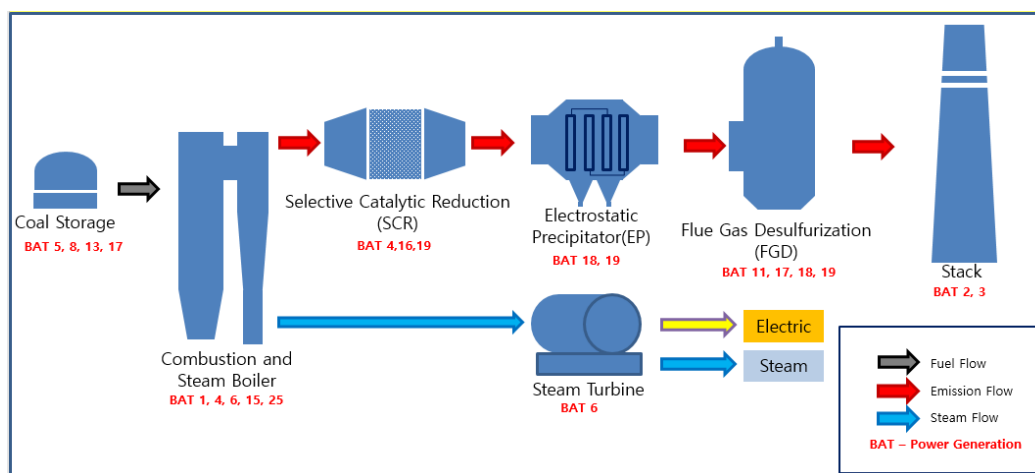 Coal Storage
BAT 5, 8, 13, 17
Combustion and
Steam Boiler
BAT 1, 4, 6, 15, 25
Selective Catalytic Reduction
(SCR)
BAT 4,16,19
Electrostatic
Precipitator(EP)
BAT 18, 19
Flue Gas Desulfurization
(FGD)
BAT 11, 17, 18, 19
Stack
BAT 2, 3
Steam Turbine
BAT 6
Electric
Steam
Fuel Flow
Emission Flow
Steam Flow
BAT – Power Generation